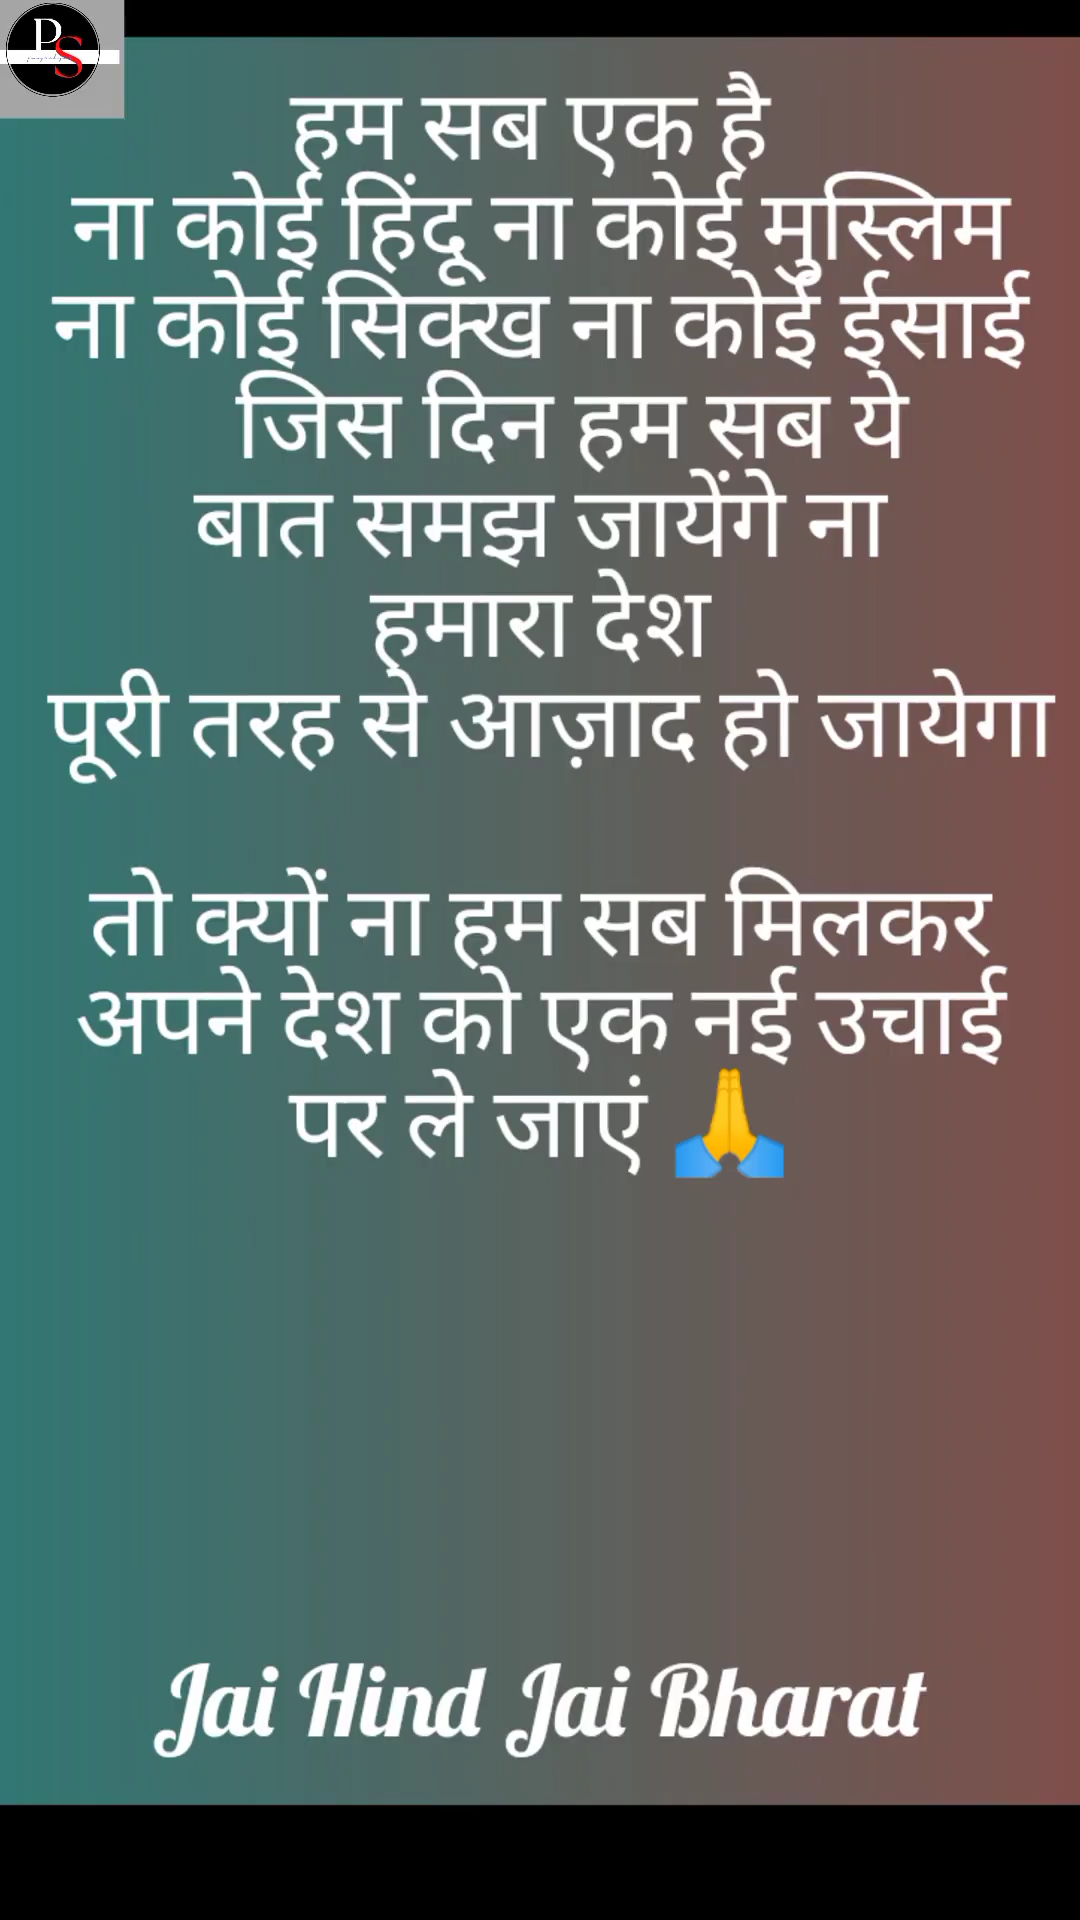 PS
हम सब एक है
ना कोई हिंदू ना कोई मुस्लिम
ना कोई सिक्ख ना कोई ईसाई
जिस दिन हम सब ये
बात समझ जायेंगे ना
हमारा देश
पूरी तरह से आज़ाद हो जायेगा
तो क्यों ना हम सब मिलकर
अपने देश को एक नई उचाई
पर ले जाएं 🙏
Jai Hind Jai Bharat